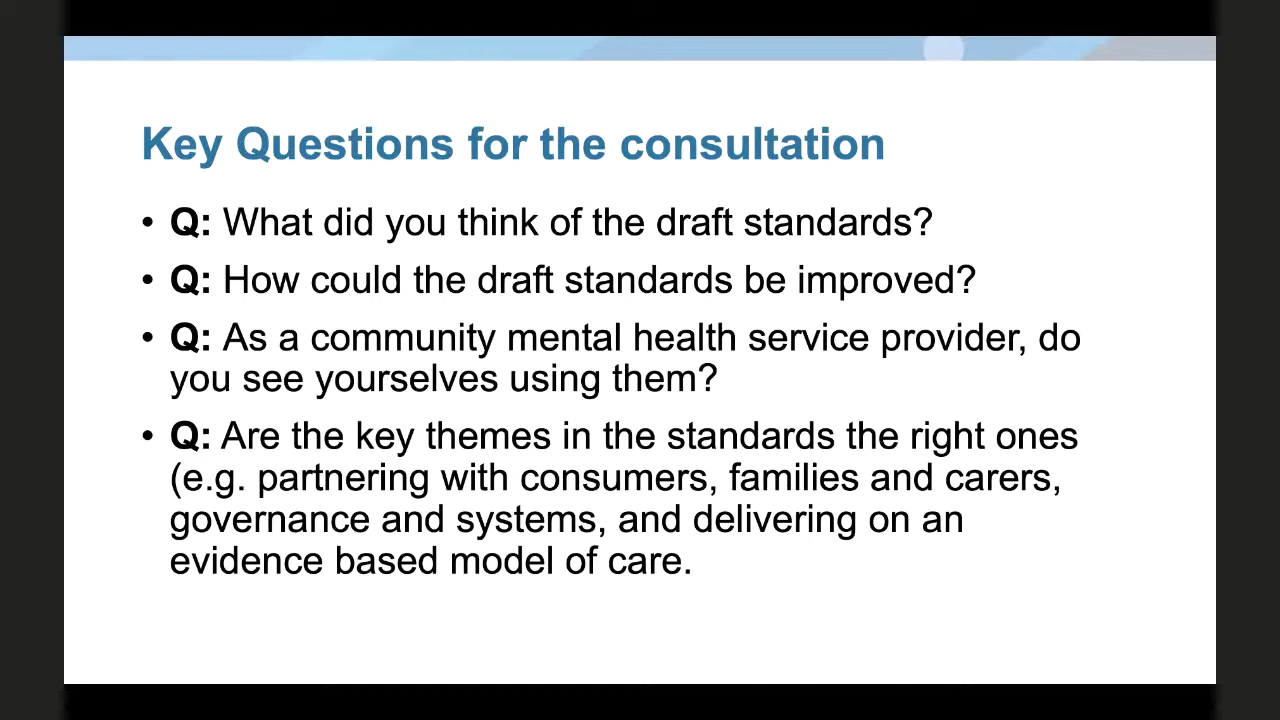 Key Questions for the consultation
• Q: What did you think of the draft standards?
• Q: How could the draft standards be improved?
• Q: As a community mental health service provider, do
you see yourselves using them?
• Q: Are the key themes in the standards the right ones
(e.g. partnering with consumers, families and carers,
governance and systems, and delivering on an
evidence based model of care.